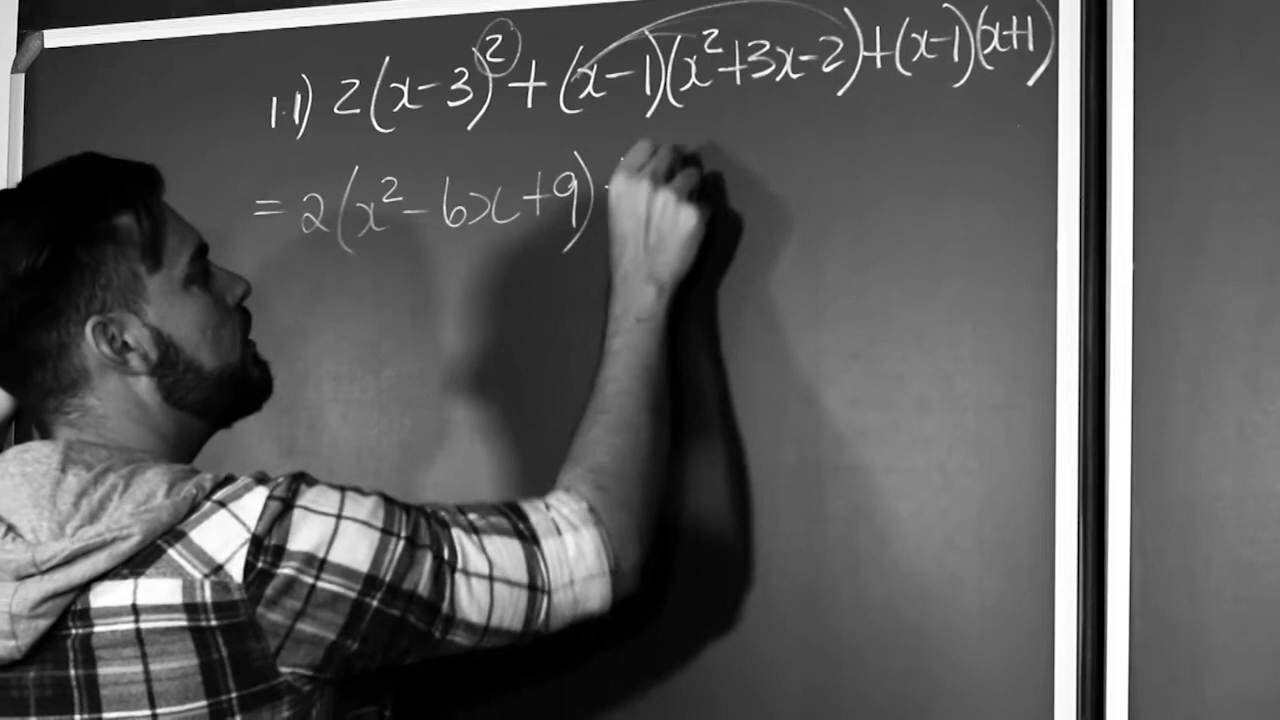 1.1) 2(x-3)²+(x-1)(x²+3x-2)+(x-1)(x+1)
=2(x²-6x+9)